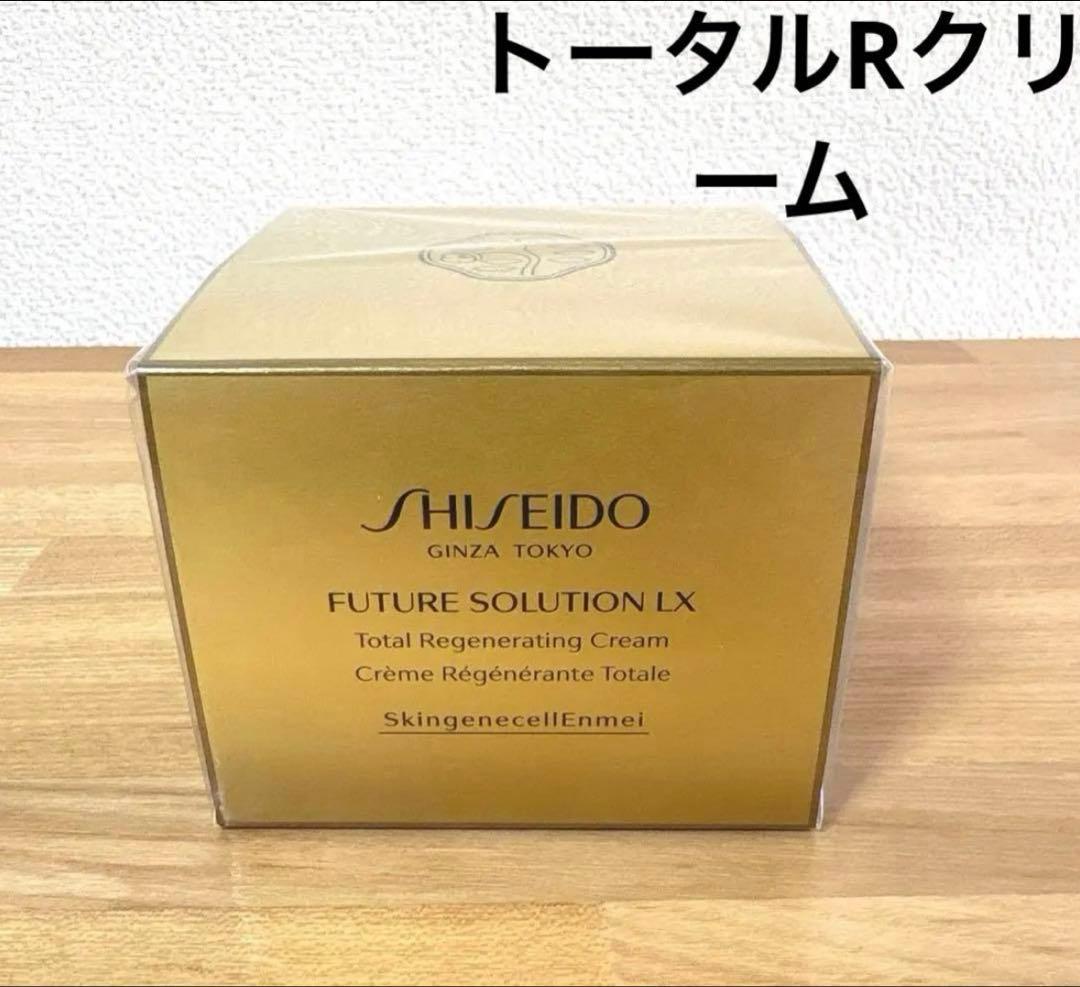 トータルRクリ
ーム
SHISEIDO
GINZA TOKYO
FUTURE SOLUTION LX
Total Regenerating Cream
Crème Régénérante Totale
SkingenecellEnmei